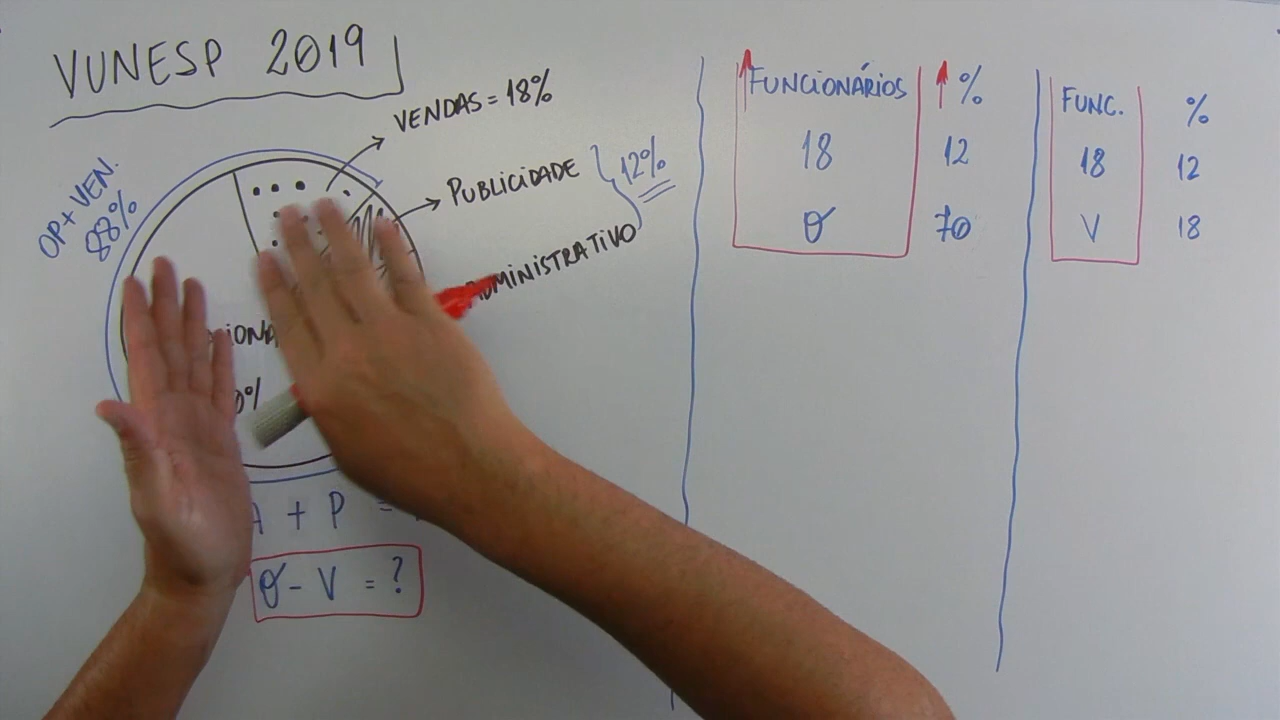 VUNESP 2019
VENDAS = 18%
PUBLICIDADE
12%
ADMINISTRATIVO
OP + VEN.
88%
A + P =
O - V = ?
FUNCIONÁRIOS %
18 12
O 70
FUNC. %
18 12
V 18